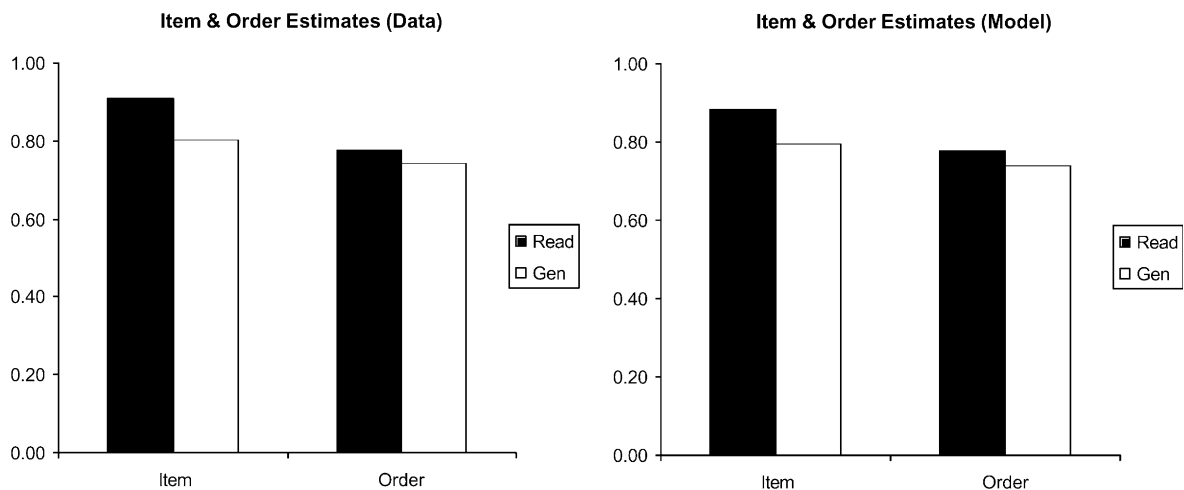 Item & Order Estimates (Data)
1.00
0.80
0.60
0.40
0.20
0.00
Item
Order
Read
Gen
Item & Order Estimates (Model)
1.00
0.80
0.60
0.40
0.20
0.00
Item
Order
Read
Gen